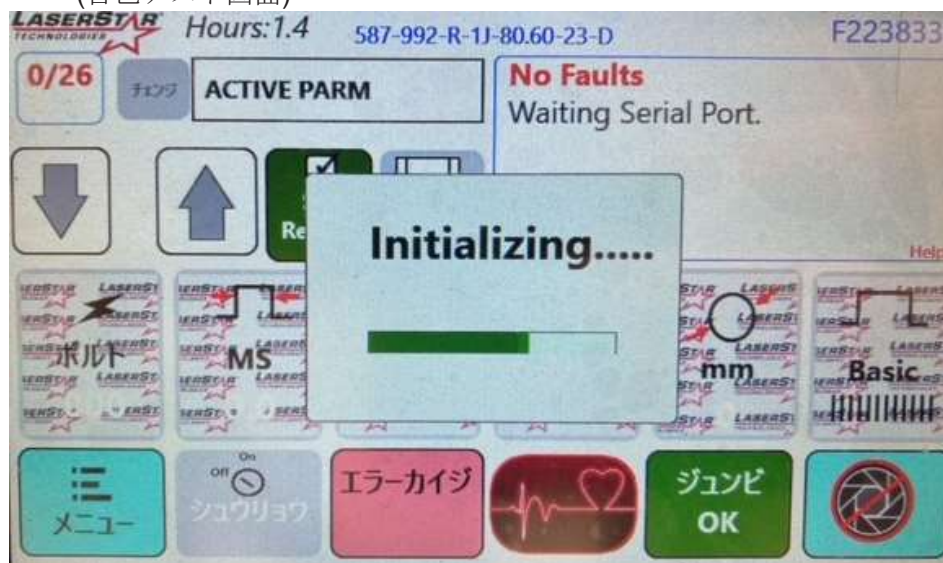 LASERSTAR
TECHNOLOGIES
Hours:1.4
587-992-R-1J-80.60-23-D
F223833
0/26
チェンジ
ACTIVE PARM
No Faults
Waiting Serial Port.
Help
Initializing.....
ボルト
MS
mm
Basic
On
Off
メニュー
シュウリョウ
エラーカイジ
ジュンビ
OK